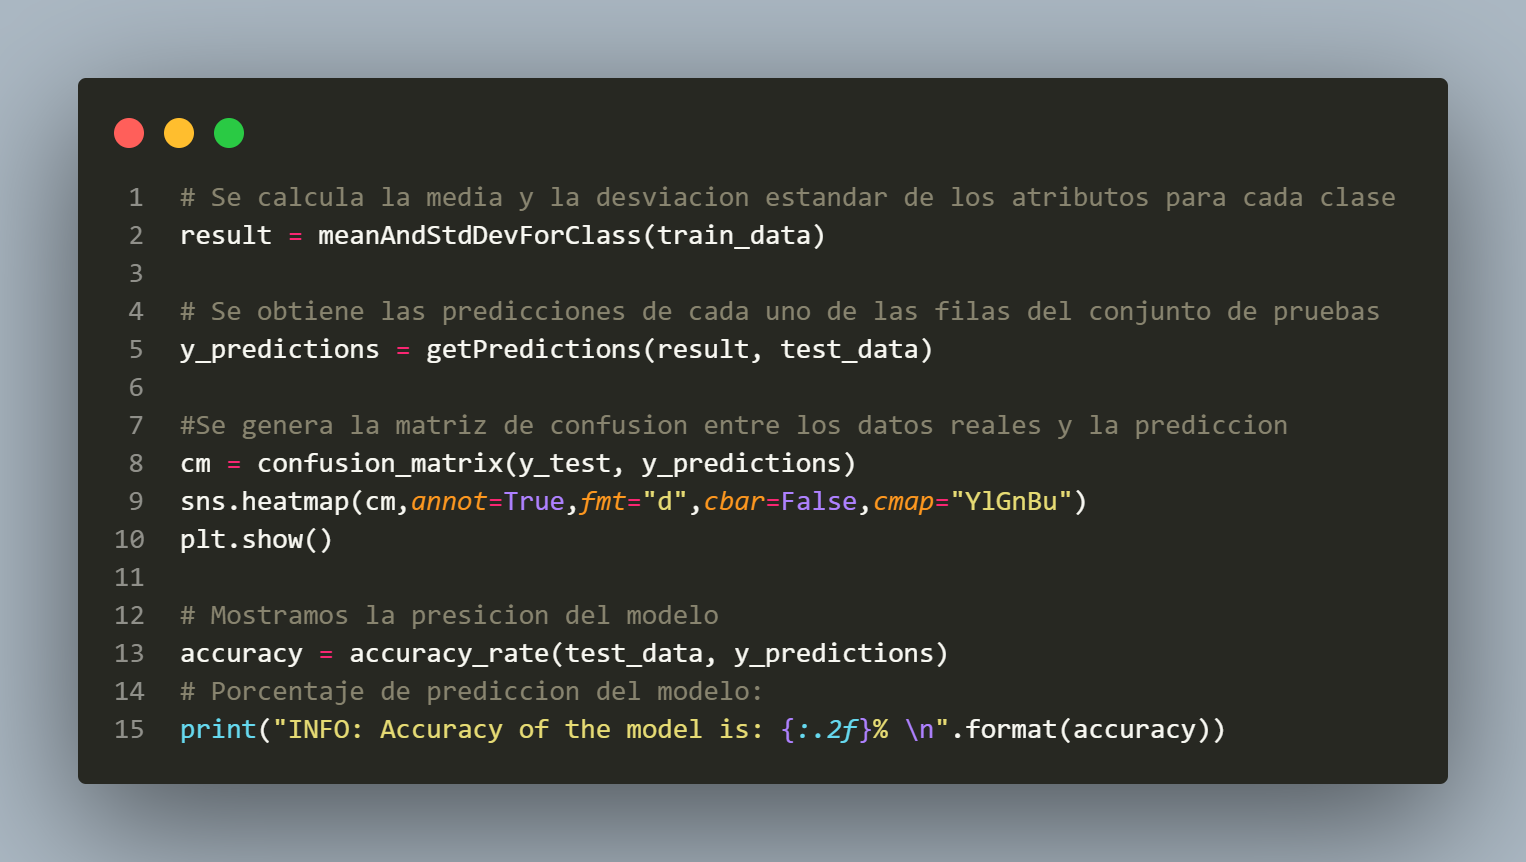 1 # Se calcula la media y la desviacion estandar de los atributos para cada clase
2 result = meanAndStdDevForClass(train_data)
3
4 # Se obtiene las predicciones de cada uno de las filas del conjunto de pruebas
5 y_predictions = getPredictions(result, test_data)
6
7 #Se genera la matriz de confusion entre los datos reales y la prediccion
8 cm = confusion_matrix(y_test, y_predictions)
9 sns.heatmap(cm,annot=True,fmt="d",cbar=False,cmap="YlGnBu")
10 plt.show()
11
12 # Mostramos la presicion del modelo
13 accuracy = accuracy_rate(test_data, y_predictions)
14 # Porcentaje de prediccion del modelo:
15 print("INFO: Accuracy of the model is: {:.2f}% \n".format(accuracy))